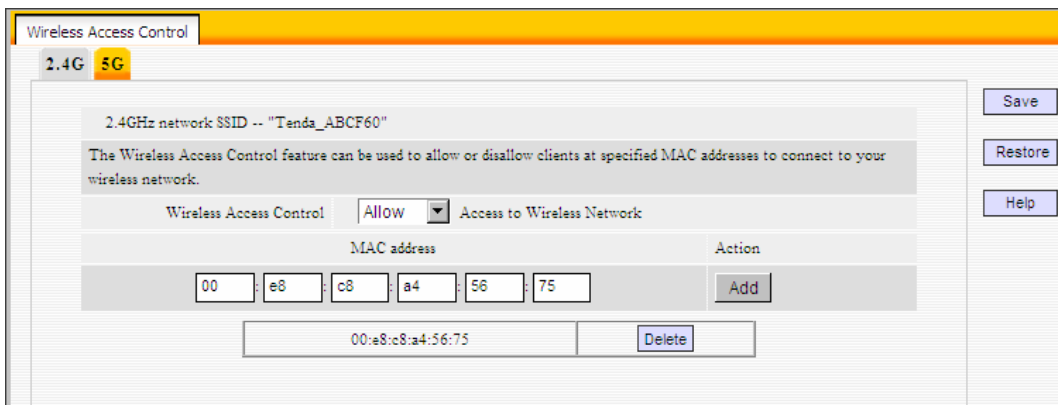 Wireless Access Control
2.4G 5G
2.4GHz network SSID -- "Tenda_ABCF60"
The Wireless Access Control feature can be used to allow or disallow clients at specified MAC addresses to connect to your
wireless network.
Wireless Access Control Allow Access to Wireless Network
MAC address Action
00 : e8 : c8 : a4 : 56 : 75 Add
00:e8:c8:a4:56:75 Delete
Save
Restore
Help